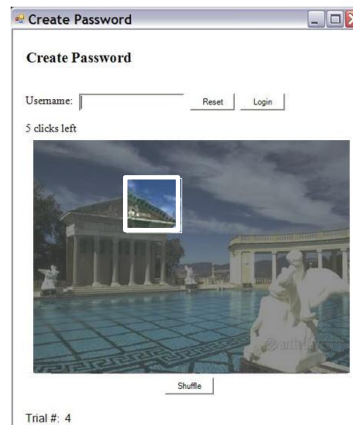 Create Password
Create Password
Username: Reset Login
5 clicks left
Shuffle
Trial #: 4